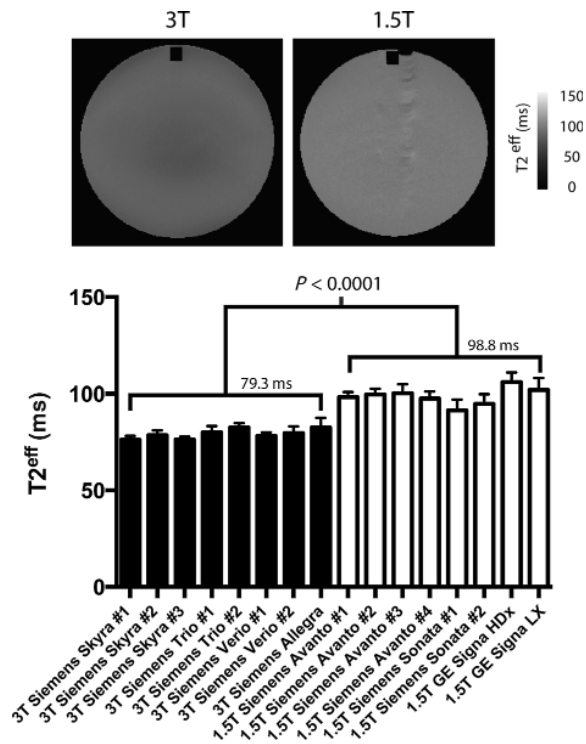 3T
1.5T
150
100
50
0
T2 eff (ms)
P < 0.0001
79.3 ms
98.8 ms
150
100
50
0
T2eff (ms)
3T Siemens Skyra #1
3T Siemens Skyra #2
3T Siemens Skyra #3
3T Siemens Trio #1
3T Siemens Trio #2
3T Siemens Verio #1
3T Siemens Verio #2
3T Siemens Allegra
1.5T Siemens Avanto #1
1.5T Siemens Avanto #2
1.5T Siemens Avanto #3
1.5T Siemens Avanto #4
1.5T Siemens Sonata #1
1.5T Siemens Sonata #2
1.5T GE Signa HDx
1.5T GE Signa LX